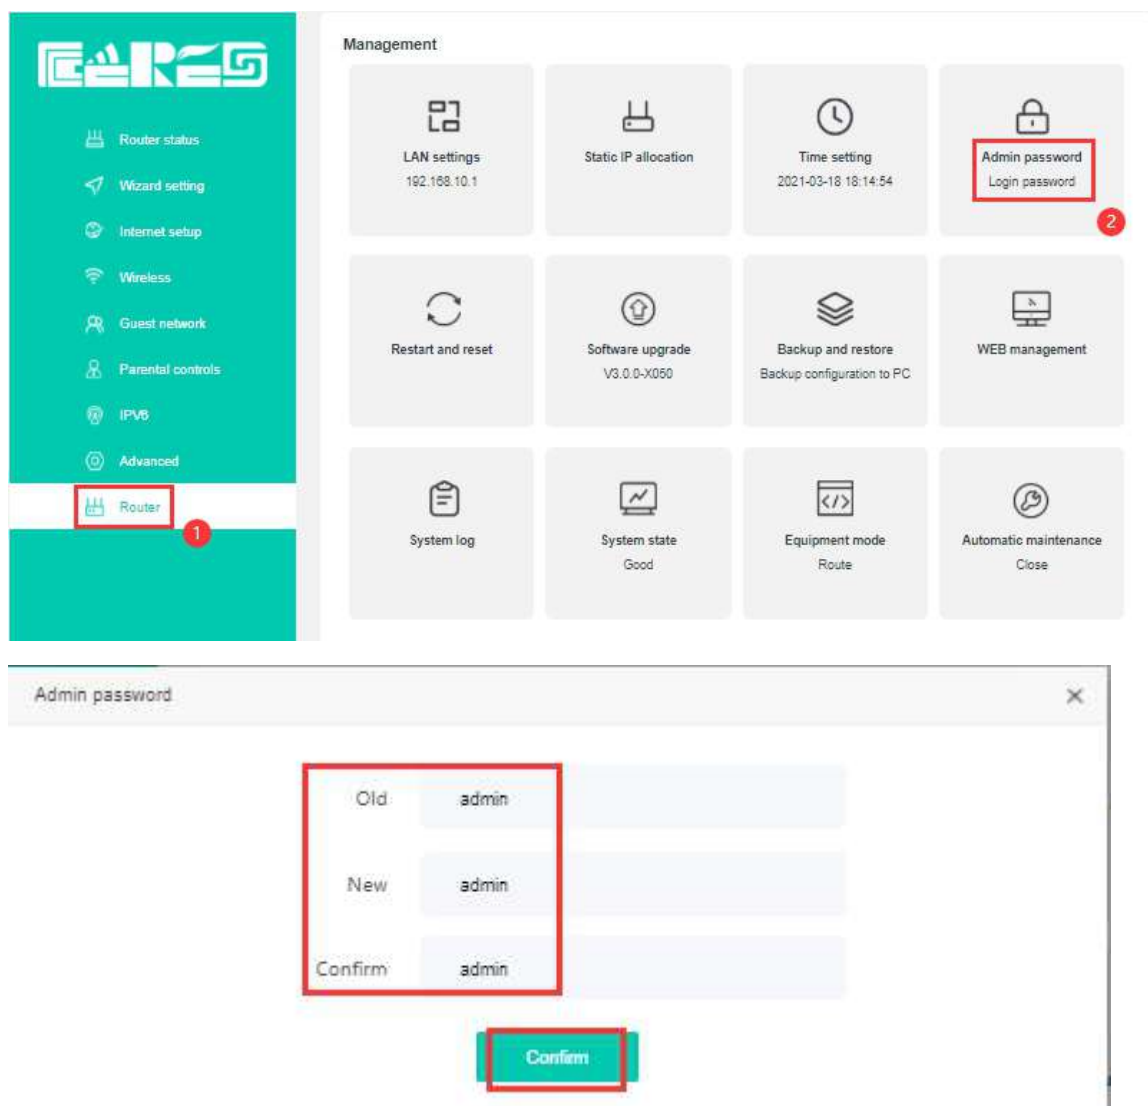 Management
Router status
Wizard setting
Internet setup
Wireless
Guest network
Parental controls
IPV6
Advanced
Router
1
LAN settings
192.168.10.1
Static IP allocation
Time setting
2021-03-18 18:14:54
Admin password
Login password
2
Restart and reset
Software upgrade
V3.0.0-X050
Backup and restore
Backup configuration to PC
WEB management
System log
System state
Good
Equipment mode
Route
Automatic maintenance
Close
Admin password
Old admin
New admin
Confirm admin
Confirm